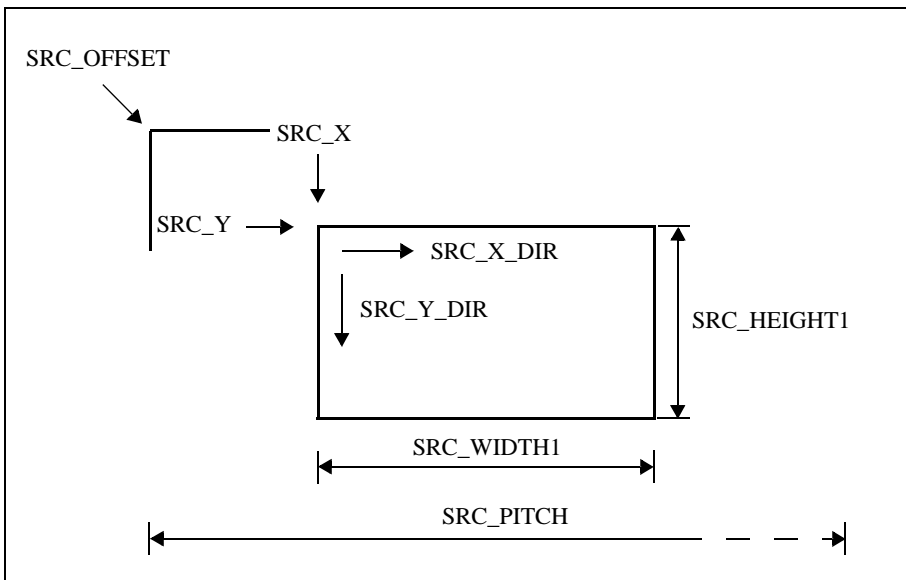 SRC_OFFSET
SRC_X
SRC_Y
SRC_X_DIR
SRC_Y_DIR
SRC_HEIGHT1
SRC_WIDTH1
SRC_PITCH